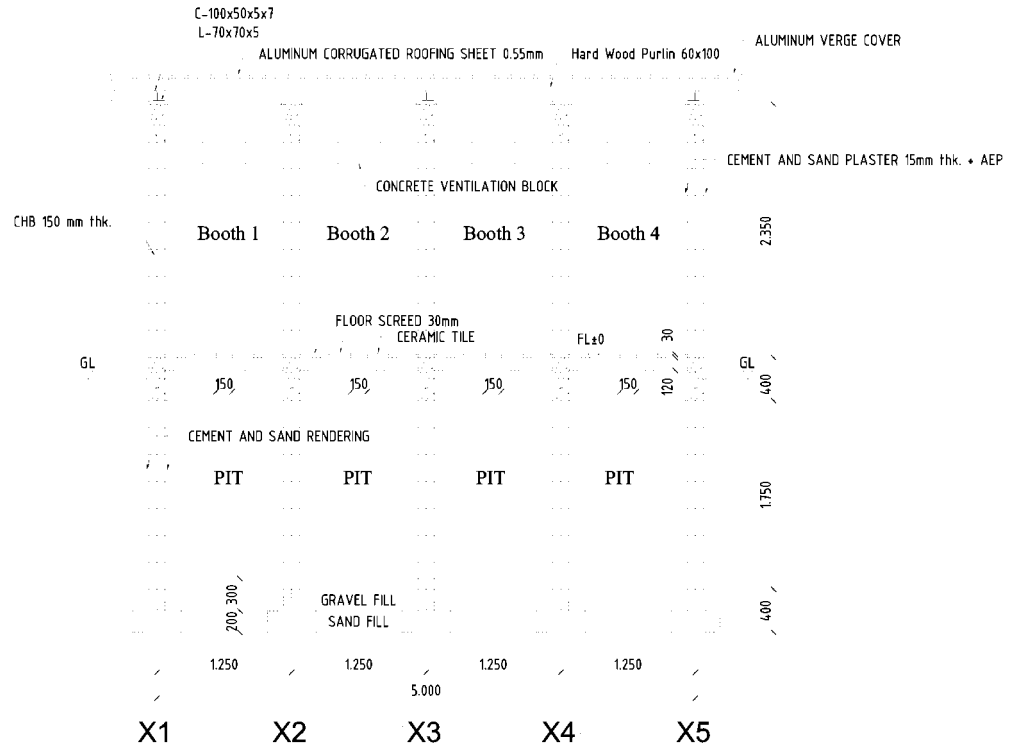 C-100x50x5x7
L-70x70x5
ALUMINUM CORRUGATED ROOFING SHEET 0.55mm
Hard Wood Purlin 60x100
ALUMINUM VERGE COVER
CEMENT AND SAND PLASTER 15mm thk. + AEP
CONCRETE VENTILATION BLOCK
CHB 150 mm thk.
Booth 1
Booth 2
Booth 3
Booth 4
2.350
FLOOR SCREED 30mm
CERAMIC TILE
FL±0
30
GL
GL
150
150
150
150
120
400
CEMENT AND SAND RENDERING
PIT
PIT
PIT
PIT
1.750
200 300
GRAVEL FILL
SAND FILL
400
1.250
1.250
1.250
1.250
5.000
X1
X2
X3
X4
X5